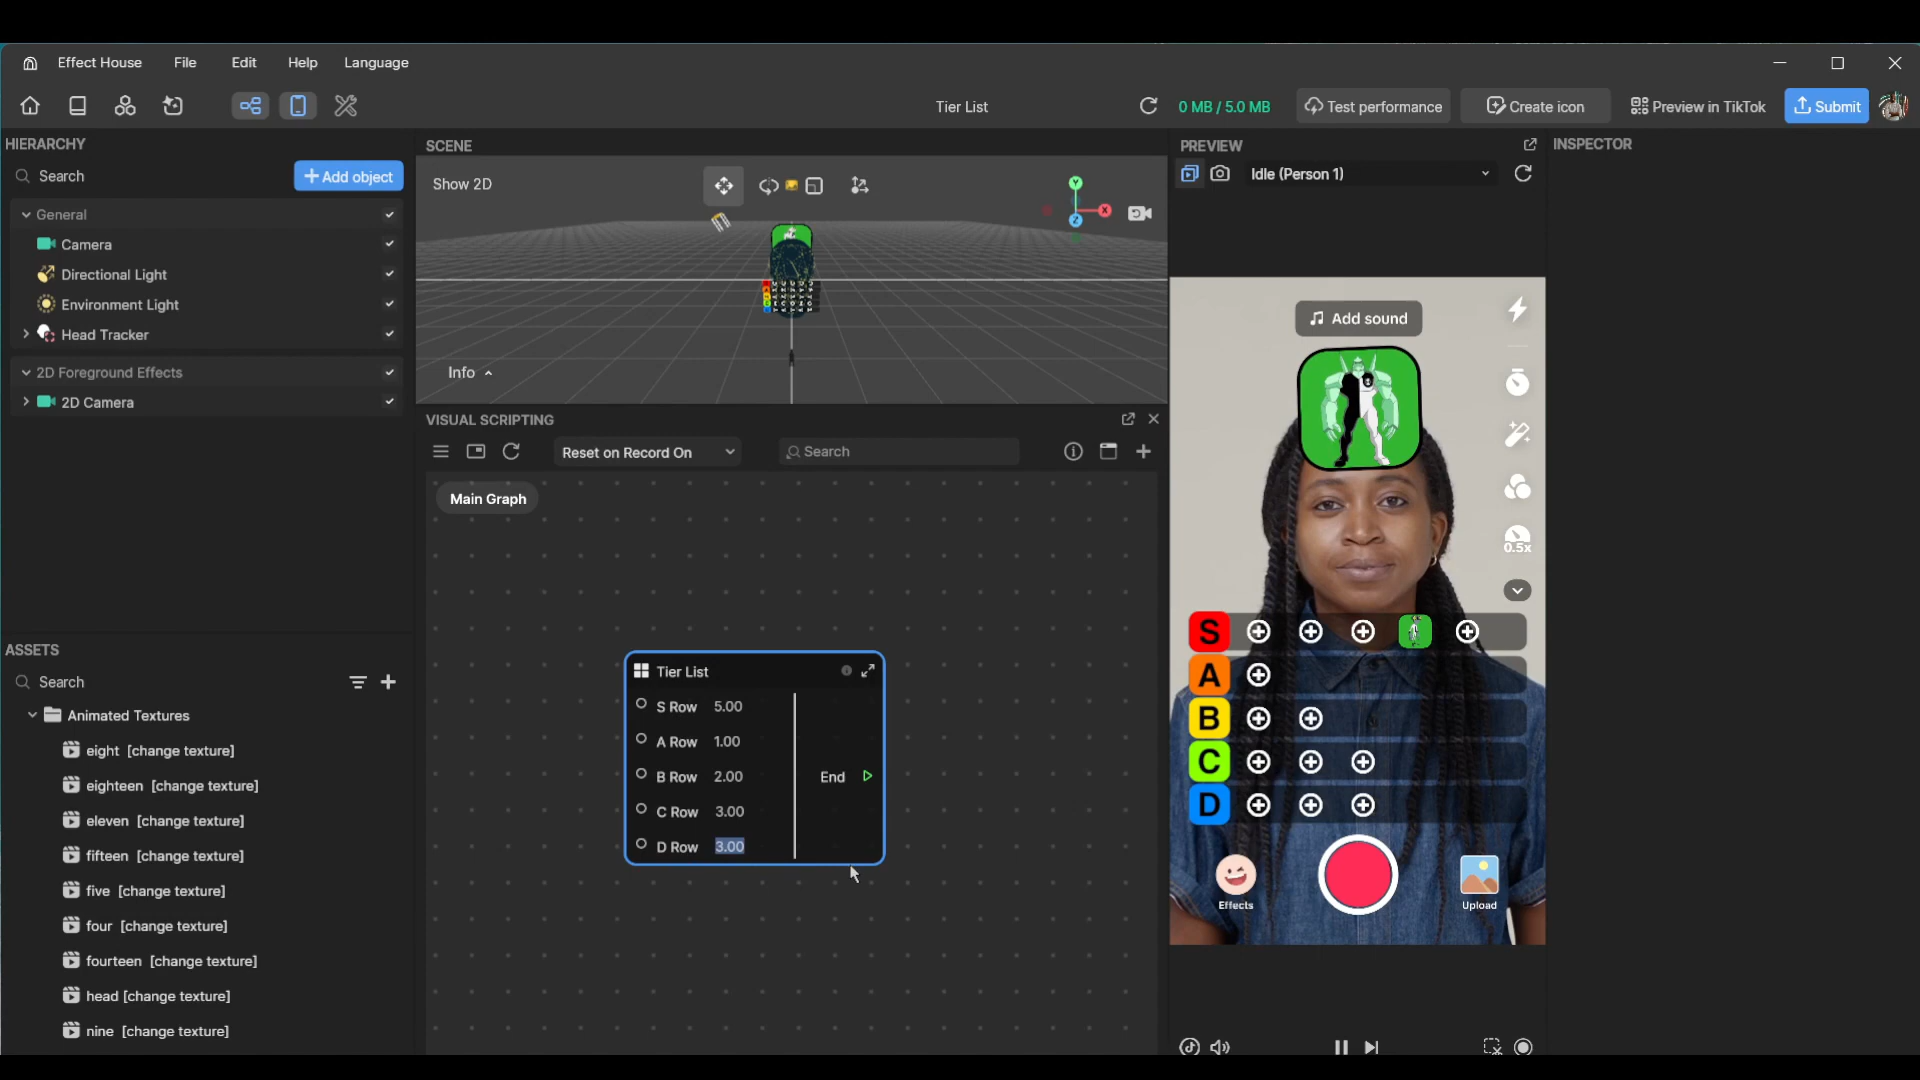 Effect House File Edit Help Language
Tier List 0 MB / 5.0 MB Test performance Create icon Preview in TikTok Submit
HIERARCHY
Search Add object
General
Camera
Directional Light
Environment Light
Head Tracker
2D Foreground Effects
2D Camera
ASSETS
Search
Animated Textures
eight [change texture]
eighteen [change texture]
eleven [change texture]
fifteen [change texture]
five [change texture]
four [change texture]
fourteen [change texture]
head [change texture]
nine [change texture]
SCENE
Show 2D
Y
X
Z
Info
VISUAL SCRIPTING
Reset on Record On Search
Main Graph
Tier List
S Row 5.00
A Row 1.00
B Row 2.00
End
C Row 3.00
D Row 3.00
PREVIEW
Idle (Person 1)
Add sound
0.5x
S
A
B
C
D
Effects Upload
INSPECTOR